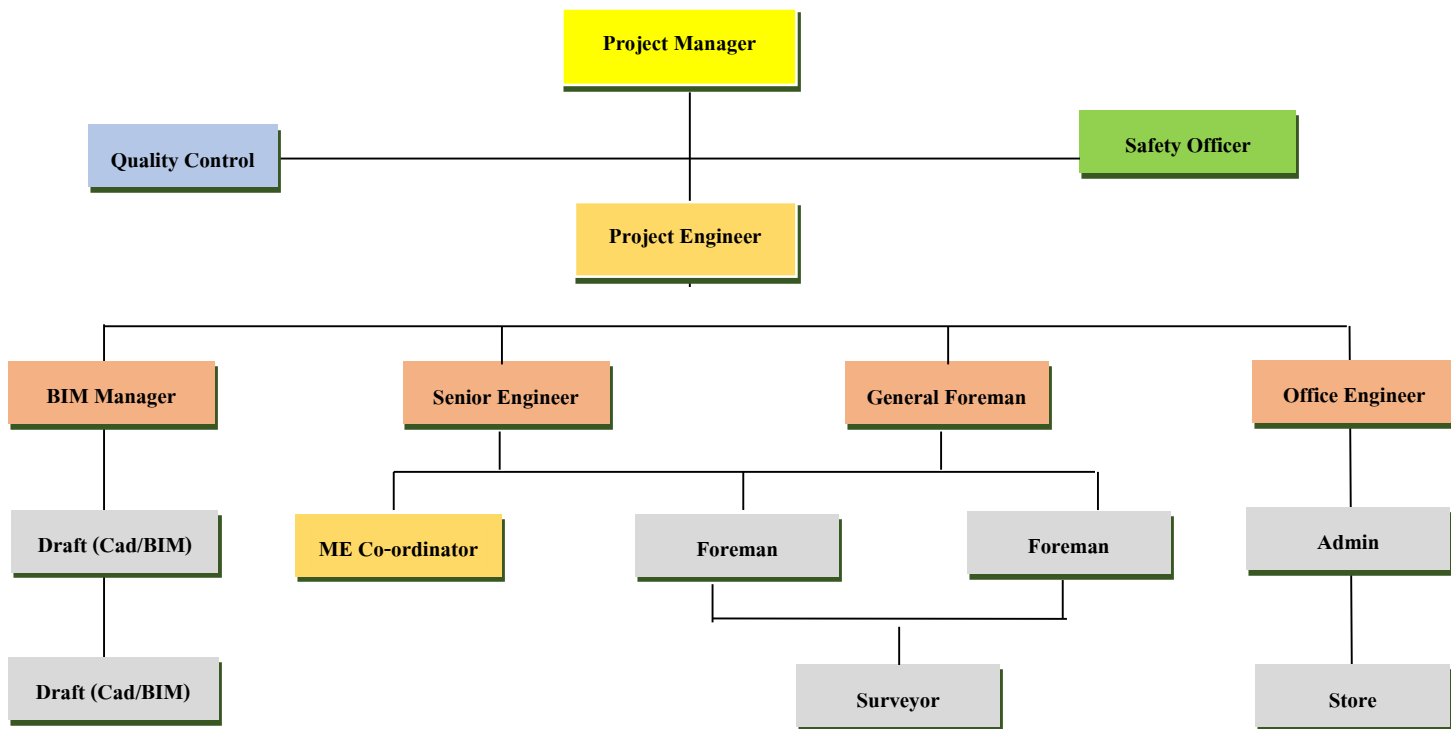 Project Manager
Quality Control
Safety Officer
Project Engineer
BIM Manager
Senior Engineer
General Foreman
Office Engineer
Draft (Cad/BIM)
ME Co-ordinator
Foreman
Foreman
Admin
Draft (Cad/BIM)
Surveyor
Store